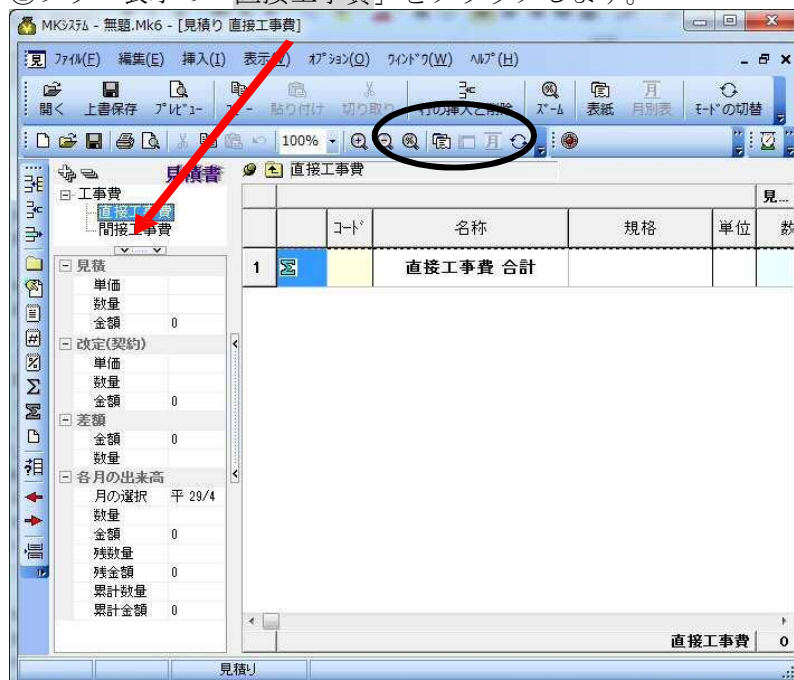 MKｼｽﾃﾑ - 無題.Mk6 - [見積り 直接工事費]
見 ﾌｧｲﾙ(F) 編集(E) 挿入(I) 表示 ｵﾌﾟｼｮﾝ(O) ｳｨﾝﾄﾞｳ(W) ﾍﾙﾌﾟ(H)
開く 上書保存 ﾌﾟﾚﾋﾞｭｰ 貼り付け 切り取り 行の挿入と削除 ｽﾞｰﾑ 表紙 月別表 ﾓｰﾄﾞの切替
100% 月
見積書 直接工事費
工事費
直接工事費
間接工事費
見...
ｺｰﾄﾞ 名称 規格 単位 数
1 Σ 直接工事費 合計
見積
単価
数量
金額 0
改定(契約)
単価
数量
金額 0
差額
金額 0
数量
各月の出来高
月の選択 平 29/4
数量
金額 0
残数量
残金額 0
累計数量
累計金額 0
直接工事費 0
見積り